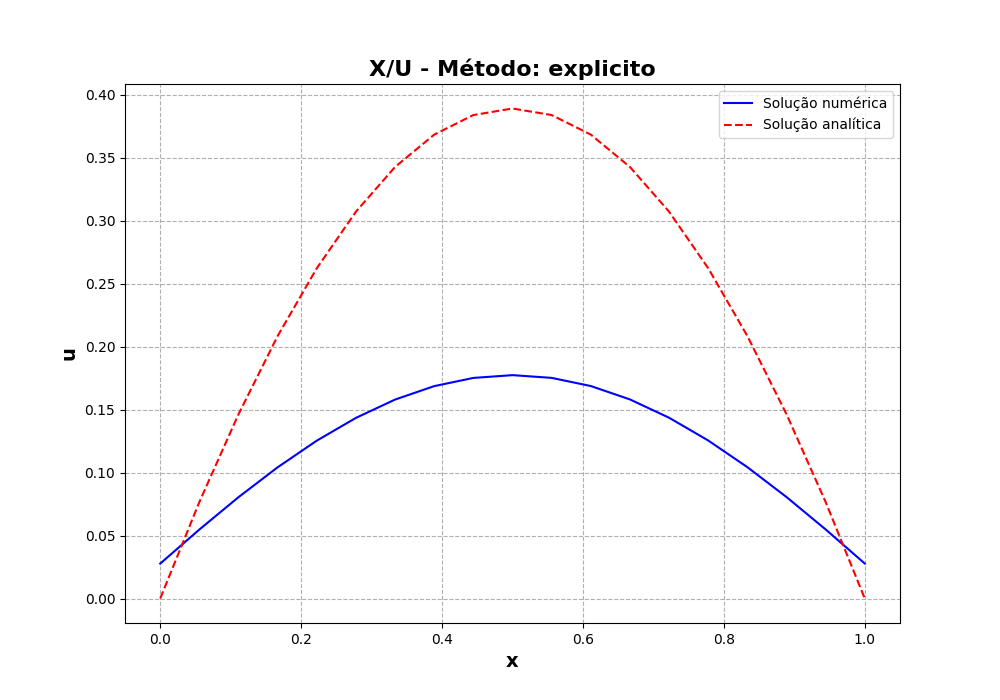 X/U - Método: explicito
Solução numérica
Solução analítica
u
0.40
0.35
0.30
0.25
0.20
0.15
0.10
0.05
0.00
0.0 0.2 0.4 0.6 0.8 1.0
x